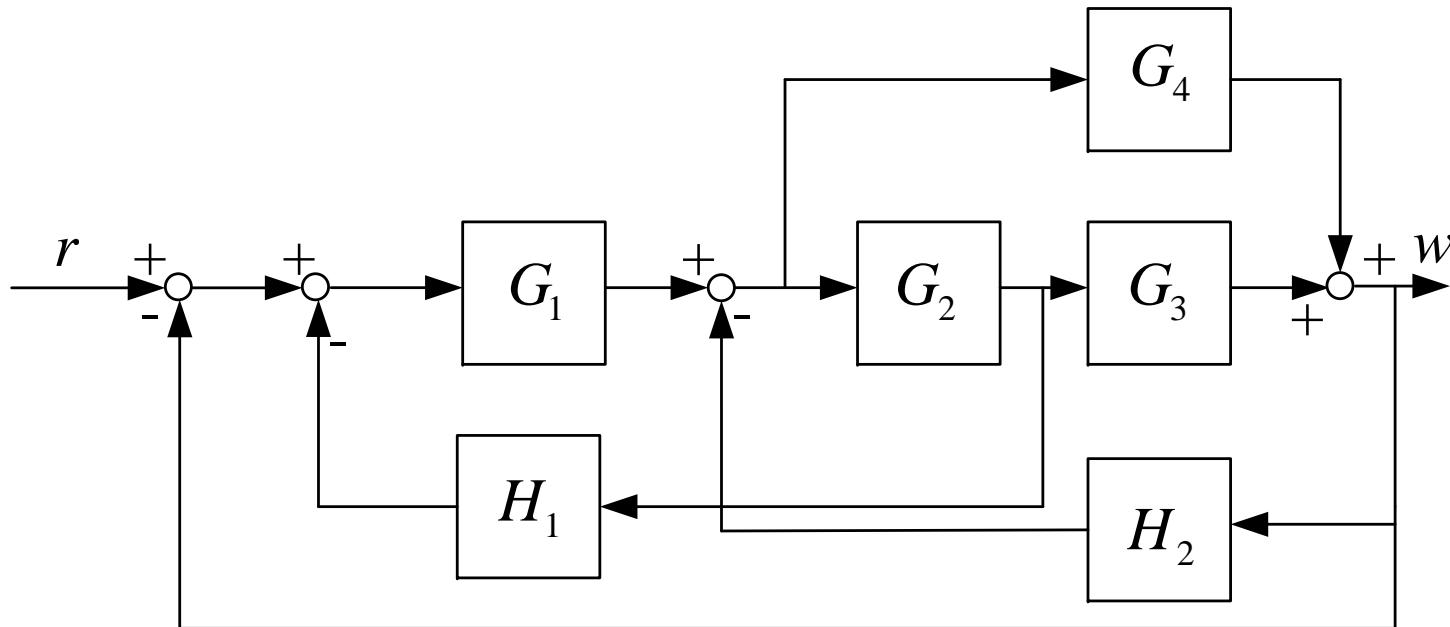 G₄
r
+
+
G₁
+
G₂
G₃
+
w
-
-
-
+
H₁
H₂